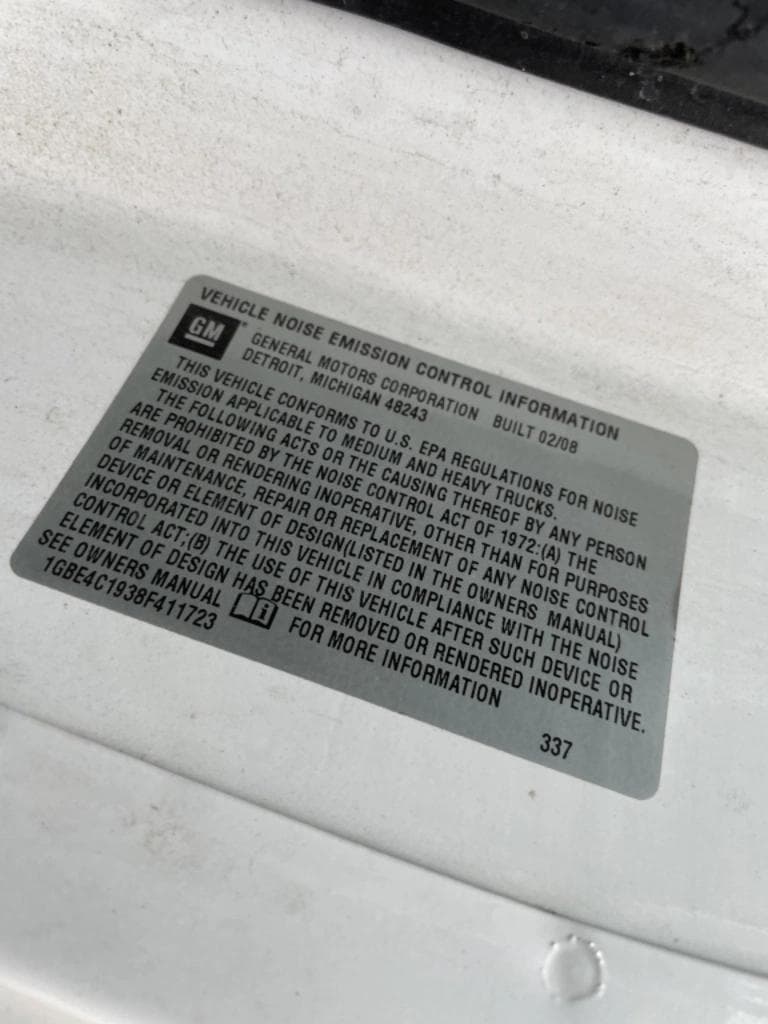 VEHICLE NOISE EMISSION CONTROL INFORMATION
GM
GENERAL MOTORS CORPORATION BUILT 02/08
DETROIT, MICHIGAN 48243
THIS VEHICLE CONFORMS TO U.S. EPA REGULATIONS FOR NOISE
EMISSION APPLICABLE TO MEDIUM AND HEAVY TRUCKS.
THE FOLLOWING ACTS OR THE CAUSING THEREOF BY ANY PERSON
ARE PROHIBITED BY THE NOISE CONTROL ACT OF 1972:(A) THE
REMOVAL OR RENDERING INOPERATIVE, OTHER THAN FOR PURPOSES
OF MAINTENANCE, REPAIR OR REPLACEMENT OF ANY NOISE CONTROL
DEVICE OR ELEMENT OF DESIGN(LISTED IN THE OWNERS MANUAL)
INCORPORATED INTO THIS VEHICLE IN COMPLIANCE WITH THE NOISE
CONTROL ACT;(B) THE USE OF THIS VEHICLE AFTER SUCH DEVICE OR
ELEMENT OF DESIGN HAS BEEN REMOVED OR RENDERED INOPERATIVE.
SEE OWNERS MANUAL i FOR MORE INFORMATION
1GBE4C1938F411723
337